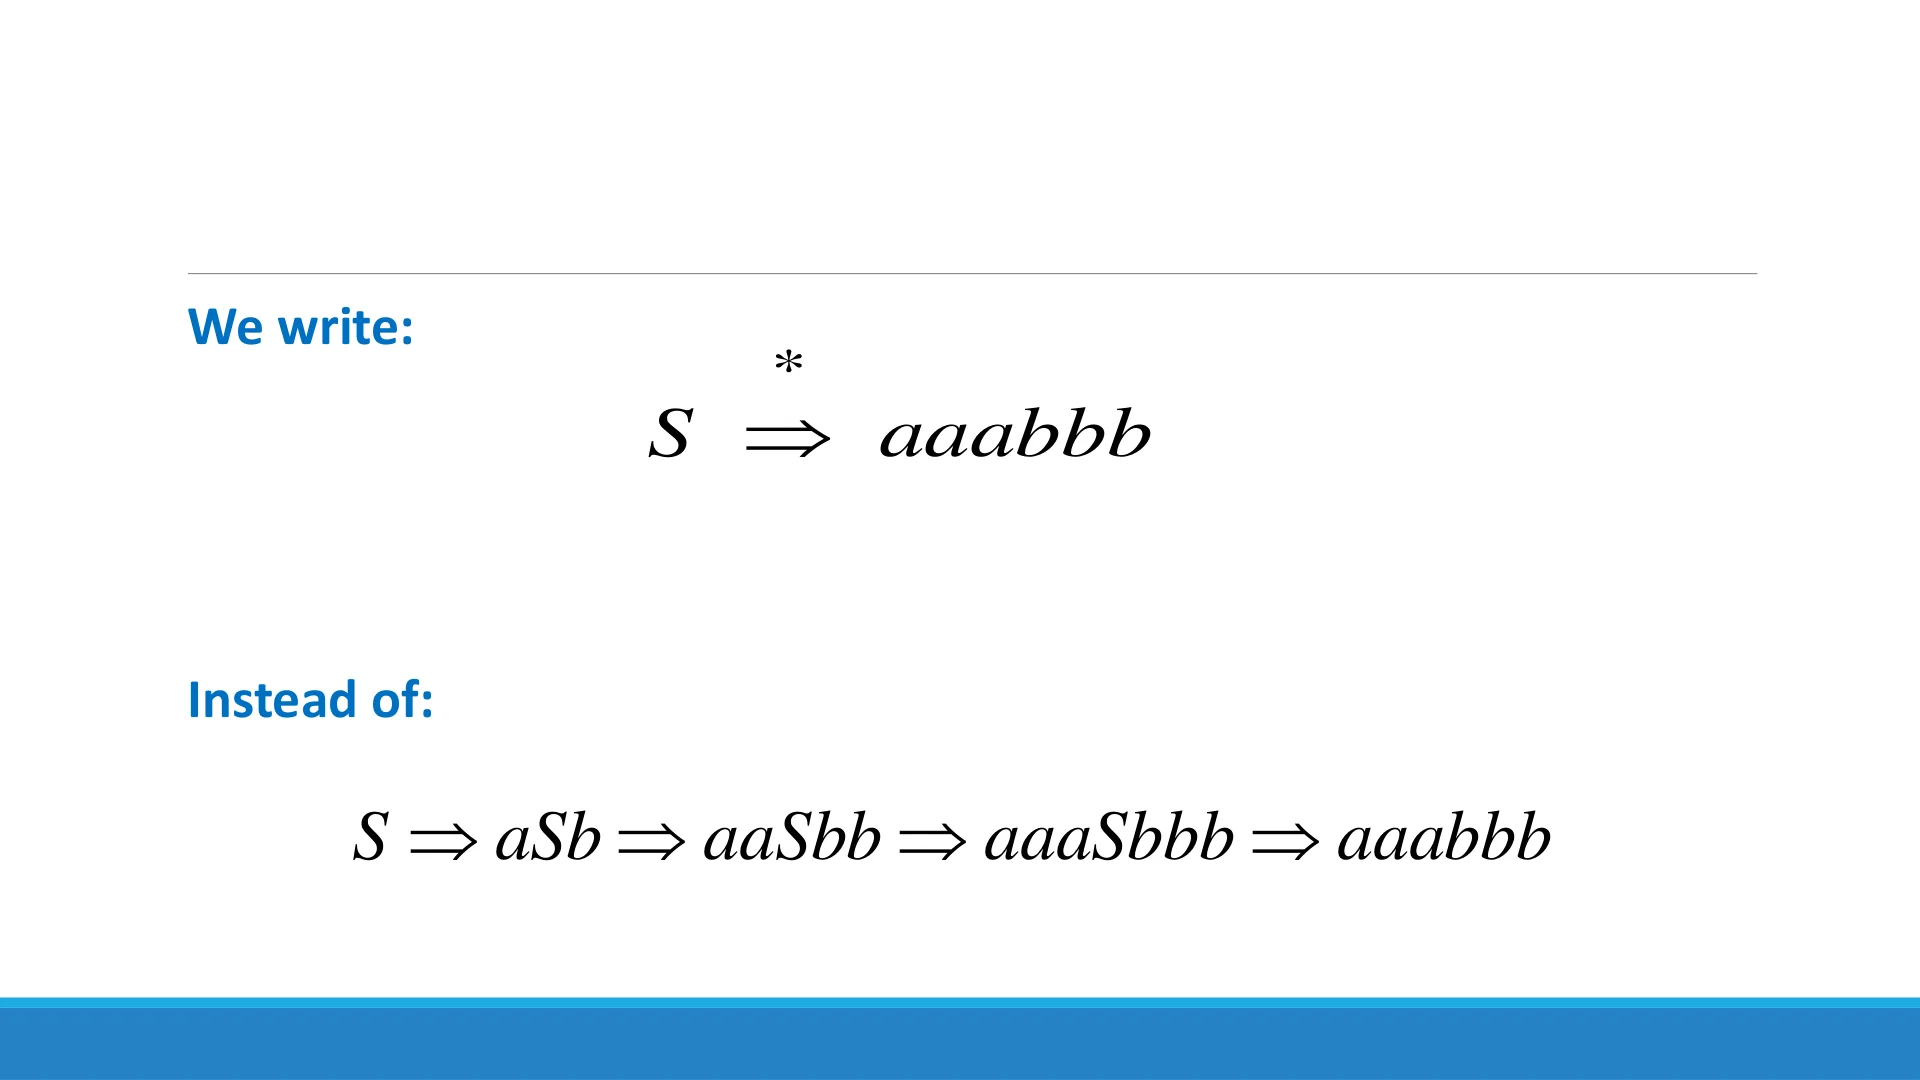 We write:
*
S ⇒ aaabbb
Instead of:
S ⇒ aSb ⇒ aaSbb ⇒ aaaSbbb ⇒ aaabbb